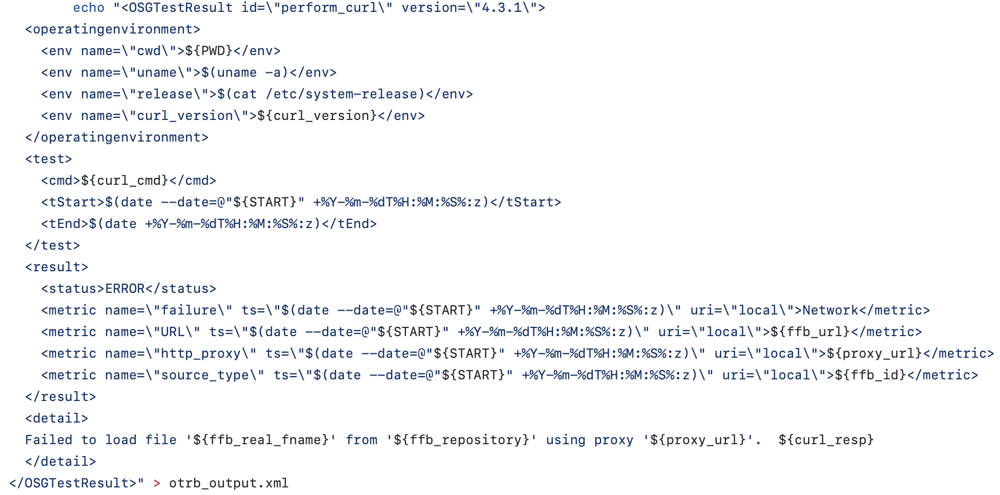 echo "<OSGTestResult id=\"perform_curl\" version=\"4.3.1\">
<operatingenvironment>
<env name=\"cwd\">${PWD}</env>
<env name=\"uname\">$(uname -a)</env>
<env name=\"release\">$(cat /etc/system-release)</env>
<env name=\"curl_version\">${curl_version}</env>
</operatingenvironment>
<test>
<cmd>${curl_cmd}</cmd>
<tStart>$(date --date=@"${START}" +%Y-%m-%dT%H:%M:%S%:z)</tStart>
<tEnd>$(date +%Y-%m-%dT%H:%M:%S%:z)</tEnd>
</test>
<result>
<status>ERROR</status>
<metric name=\"failure\" ts=\"$(date --date=@"${START}" +%Y-%m-%dT%H:%M:%S%:z)\" uri=\"local\">Network</metric>
<metric name=\"URL\" ts=\"$(date --date=@"${START}" +%Y-%m-%dT%H:%M:%S%:z)\" uri=\"local\">${ffb_url}</metric>
<metric name=\"http_proxy\" ts=\"$(date --date=@"${START}" +%Y-%m-%dT%H:%M:%S%:z)\" uri=\"local\">${proxy_url}</metric>
<metric name=\"source_type\" ts=\"$(date --date=@"${START}" +%Y-%m-%dT%H:%M:%S%:z)\" uri=\"local\">${ffb_id}</metric>
</result>
<detail>
Failed to load file '${ffb_real_fname}' from '${ffb_repository}' using proxy '${proxy_url}'.  ${curl_resp}
</detail>
</OSGTestResult>" > otrb_output.xml